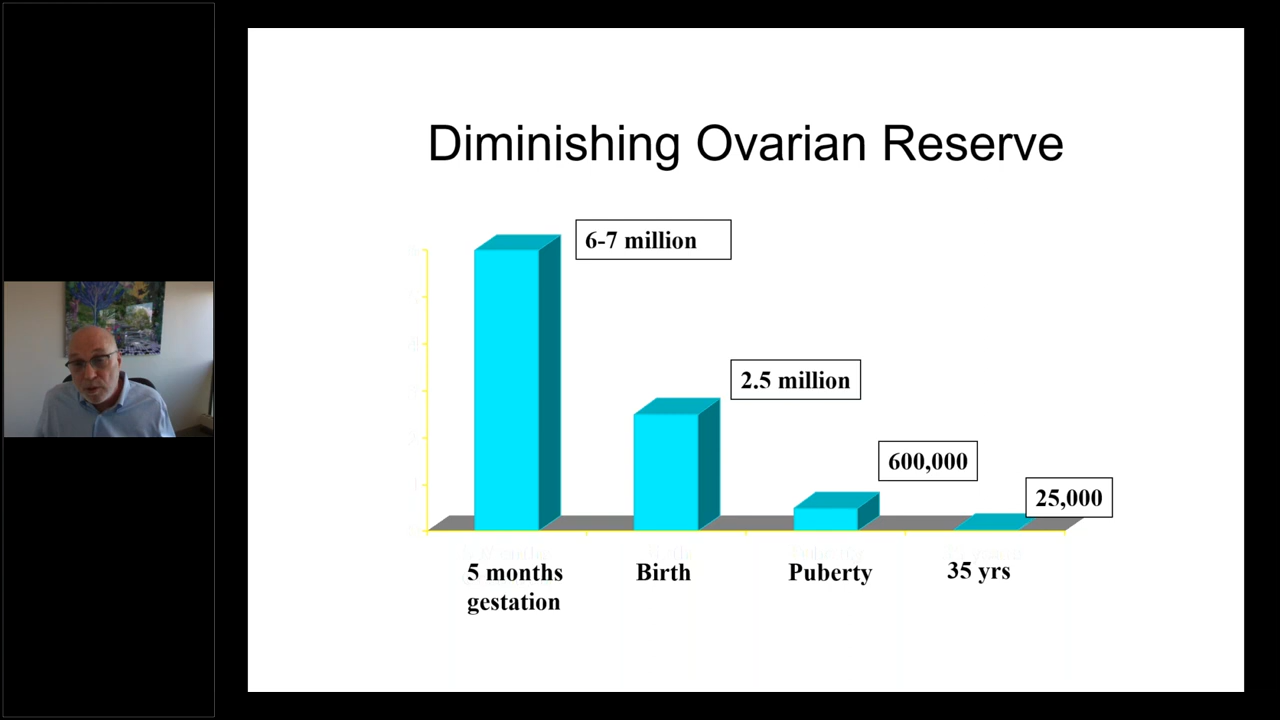 Diminishing Ovarian Reserve
6-7 million
2.5 million
600,000
25,000
5 months
gestation
Birth
Puberty
35 yrs